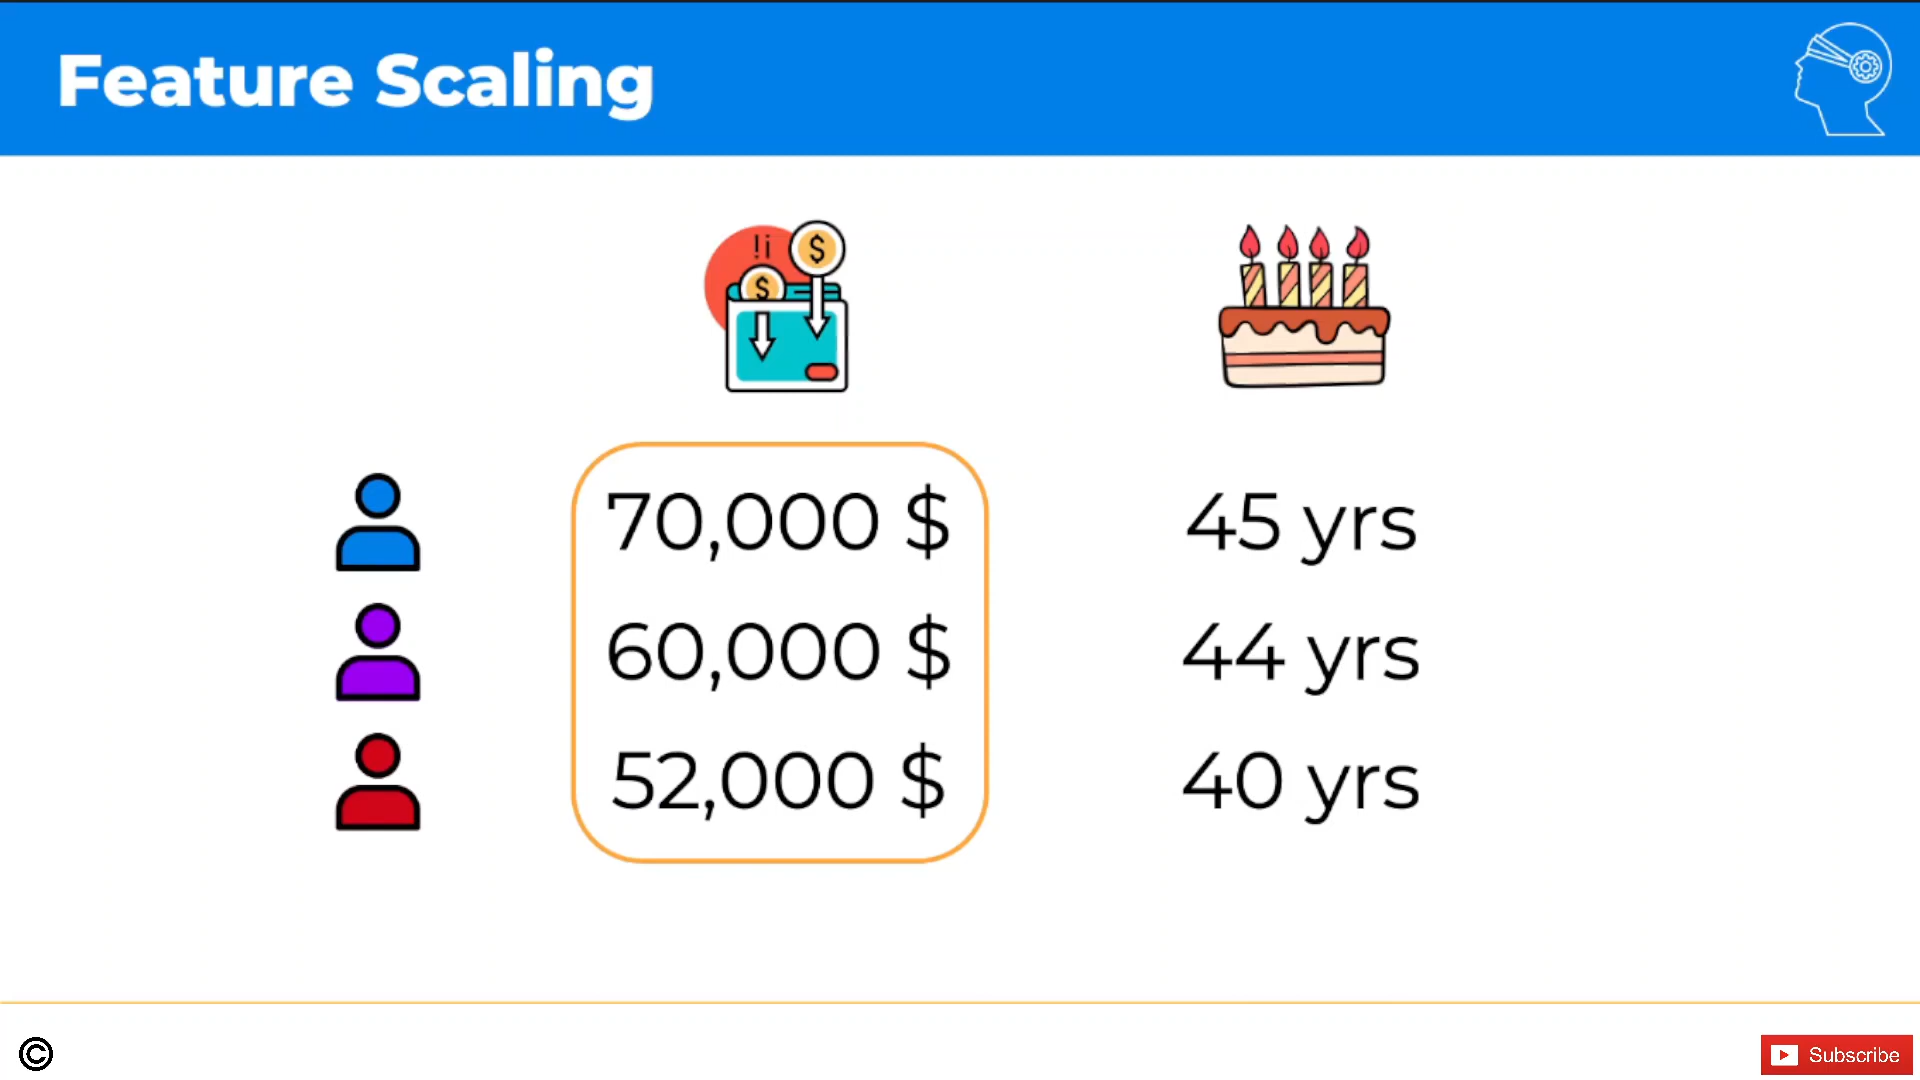 Feature Scaling
!i
$
$
70,000 $ 45 yrs
60,000 $ 44 yrs
52,000 $ 40 yrs
©
Subscribe